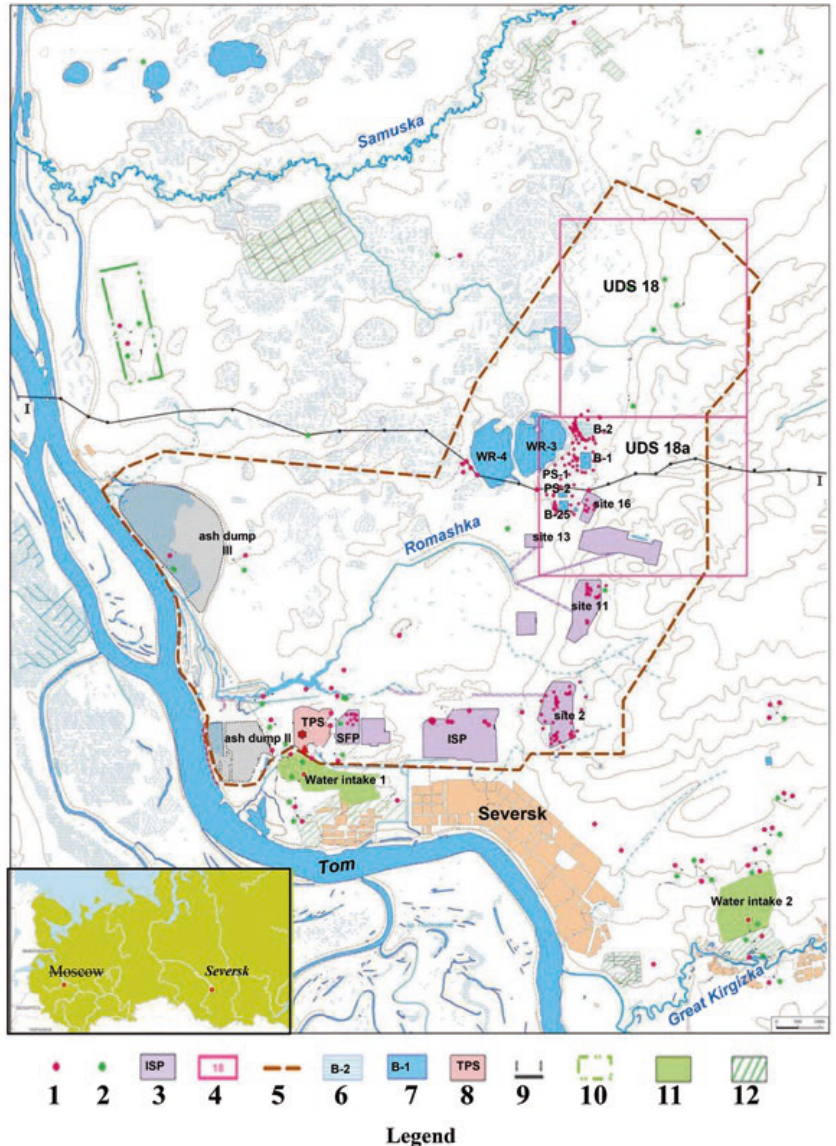 Samuska
UDS 18
I
WR-4
WR-3
B-2
B-1
UDS 18a
PS-1
PS-2
I
B-25
site 16
site 13
ash dump
III
Romashka
site 11
site 2
TPS
SFP
ISP
ash dump II
Water intake 1
Seversk
Tom
Water intake 2
Great Kirgizka
Moscow
Seversk
ISP
18
B-2
B-1
TPS
1 2 3 4 5 6 7 8 9 10 11 12
Legend